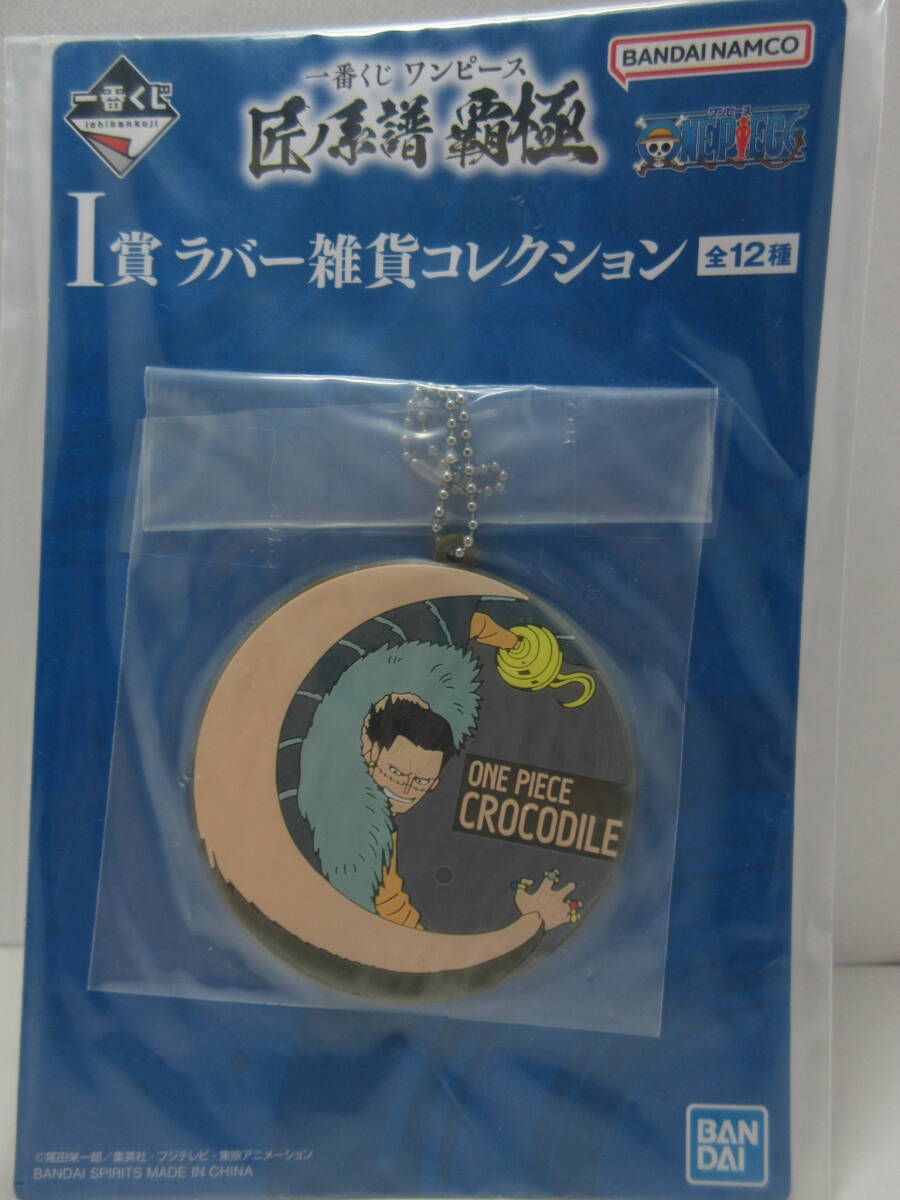 一番くじ
ichibankuji
一番くじ ワンピース
匠ノ系譜 覇極
BANDAI NAMCO
ワンピース
ONE PIECE
I賞 ラバー雑貨コレクション 全12種
ONE PIECE
CROCODILE
©尾田栄一郎／集英社・フジテレビ・東映アニメーション
BANDAI SPIRITS MADE IN CHINA
BAN
DAI